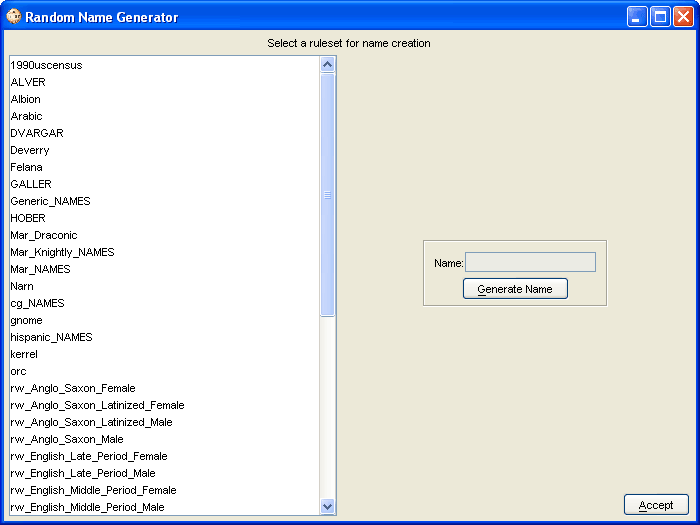 Random Name Generator
Select a ruleset for name creation
1990uscensus
ALVER
Albion
Arabic
DVARGAR
Deverry
Felana
GALLER
Generic_NAMES
HOBER
Mar_Draconic
Mar_Knightly_NAMES
Mar_NAMES
Narn
cg_NAMES
gnome
hispanic_NAMES
kerrel
orc
rw_Anglo_Saxon_Female
rw_Anglo_Saxon_Latinized_Female
rw_Anglo_Saxon_Latinized_Male
rw_Anglo_Saxon_Male
rw_English_Late_Period_Female
rw_English_Late_Period_Male
rw_English_Middle_Period_Female
rw_English_Middle_Period_Male
Name:
Generate Name
Accept